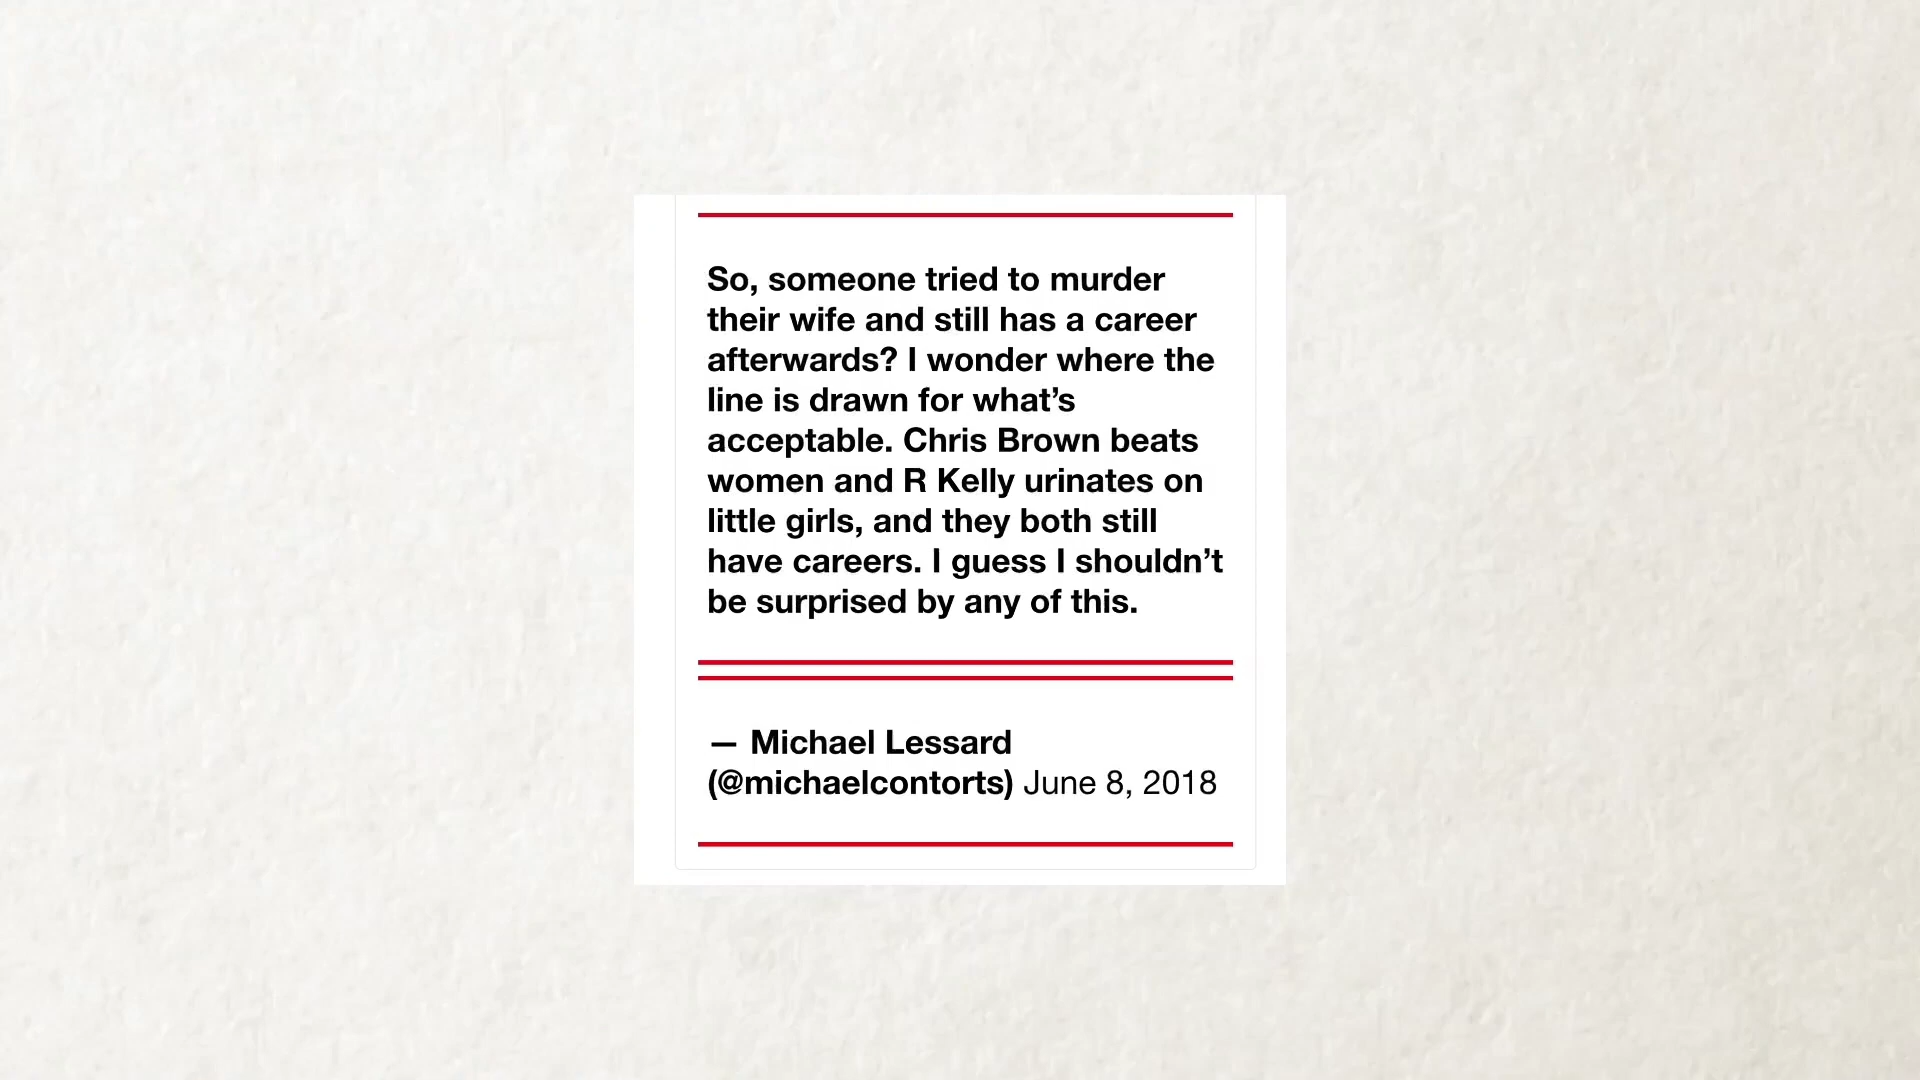 So, someone tried to murder
their wife and still has a career
afterwards? I wonder where the
line is drawn for what’s
acceptable. Chris Brown beats
women and R Kelly urinates on
little girls, and they both still
have careers. I guess I shouldn’t
be surprised by any of this.
— Michael Lessard
(@michaelcontorts) June 8, 2018